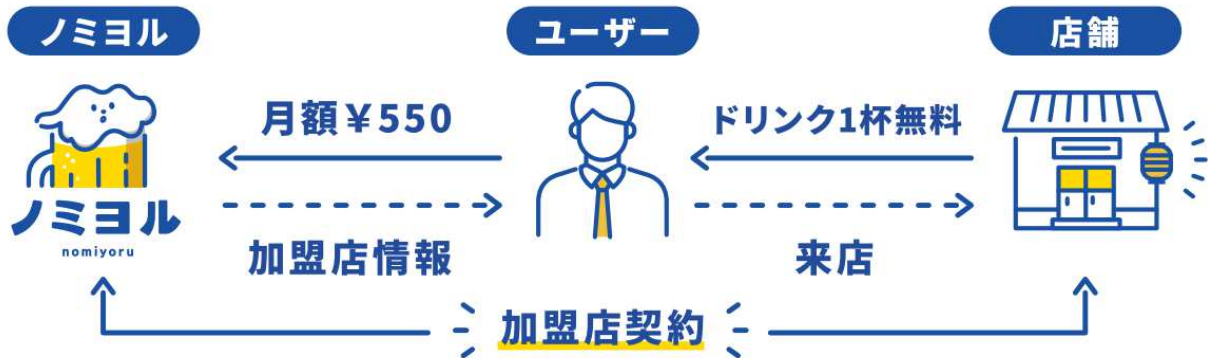 ノミヨル
ユーザー
店舗
月額￥550
ドリンク1杯無料
ノミヨル
nomiyoru
加盟店情報
来店
加盟店契約